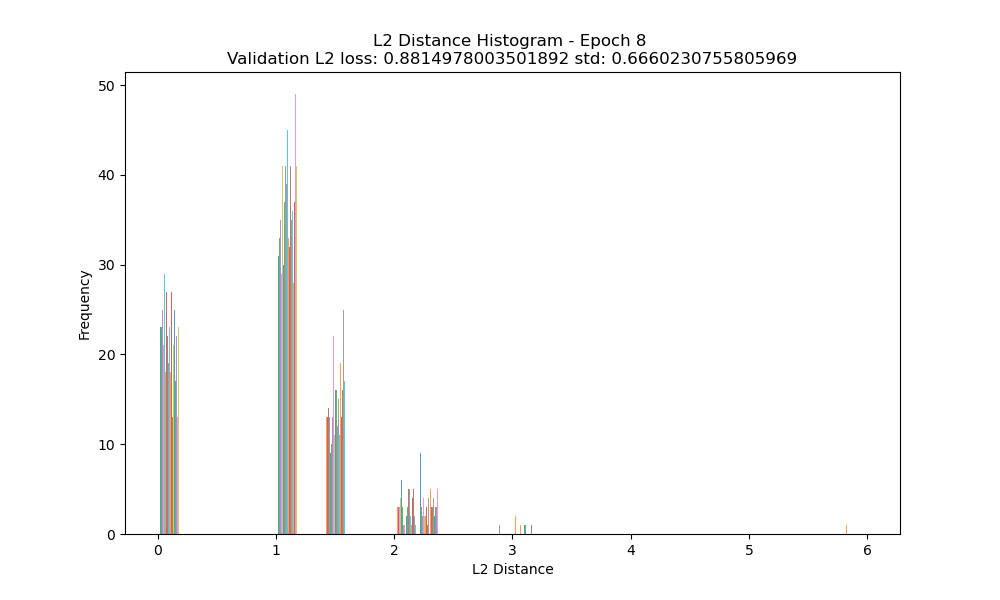 L2 Distance Histogram - Epoch 8
Validation L2 loss: 0.8814978003501892 std: 0.6660230755805969
50
40
30
20
10
0
Frequency
0 1 2 3 4 5 6
L2 Distance